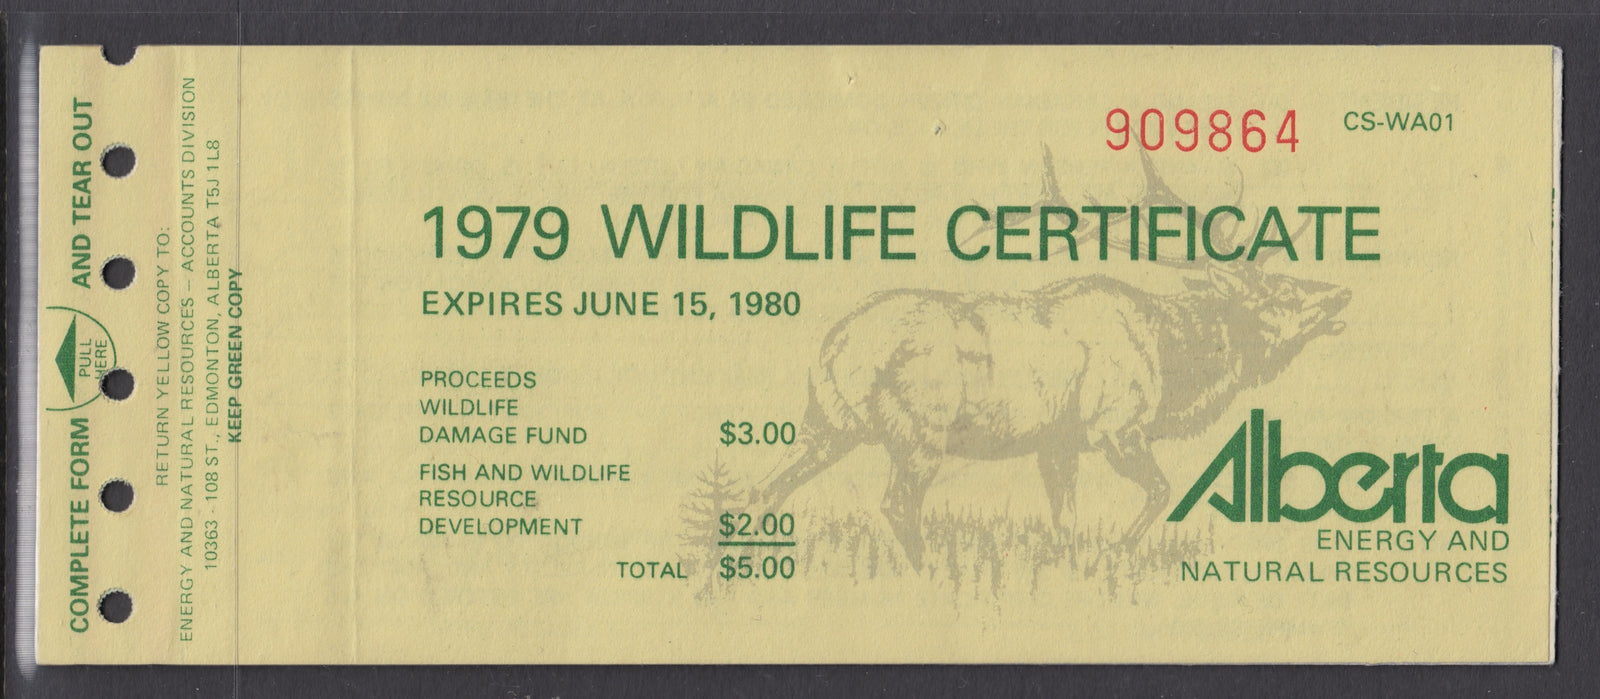 COMPLETE FORM AND TEAR OUT
PULL
HERE
RETURN YELLOW COPY TO:
ENERGY AND NATURAL RESOURCES – ACCOUNTS DIVISION
10363 - 108 ST., EDMONTON, ALBERTA T5J 1L8
KEEP GREEN COPY
909864 CS-WA01
1979 WILDLIFE CERTIFICATE
EXPIRES JUNE 15, 1980
PROCEEDS
WILDLIFE
DAMAGE FUND $3.00
FISH AND WILDLIFE
RESOURCE
DEVELOPMENT $2.00
TOTAL $5.00
Alberta
ENERGY AND
NATURAL RESOURCES